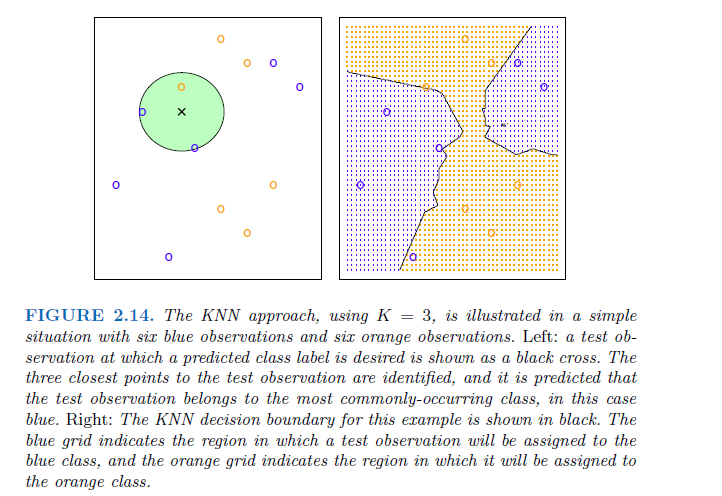 FIGURE 2.14. The KNN approach, using K = 3, is illustrated in a simple
situation with six blue observations and six orange observations. Left: a test ob-
servation at which a predicted class label is desired is shown as a black cross. The
three closest points to the test observation are identified, and it is predicted that
the test observation belongs to the most commonly-occurring class, in this case
blue. Right: The KNN decision boundary for this example is shown in black. The
blue grid indicates the region in which a test observation will be assigned to the
blue class, and the orange grid indicates the region in which it will be assigned to
the orange class.